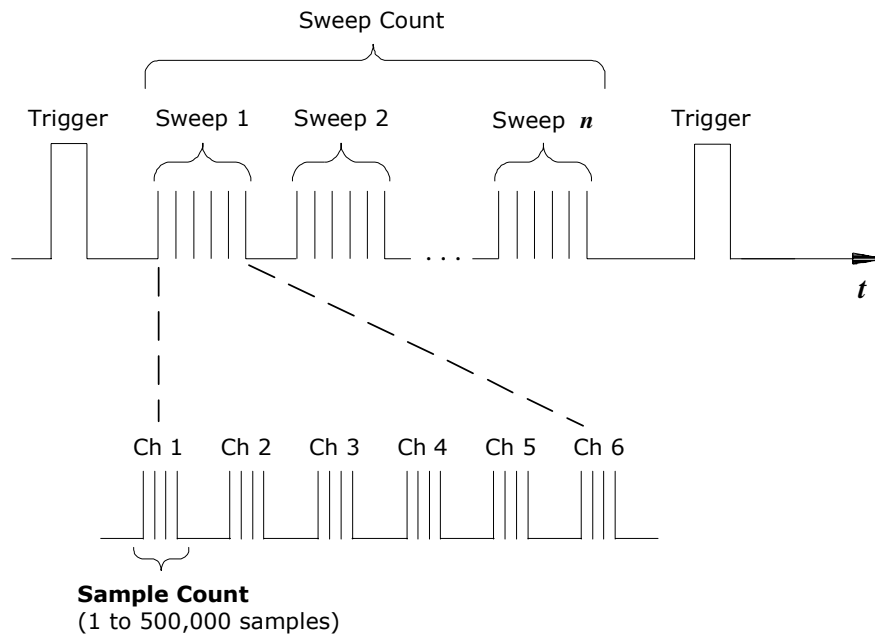 Sweep Count
Trigger
Sweep 1
Sweep 2
Sweep n
Trigger
. . .
t
Ch 1
Ch 2
Ch 3
Ch 4
Ch 5
Ch 6
Sample Count
(1 to 500,000 samples)